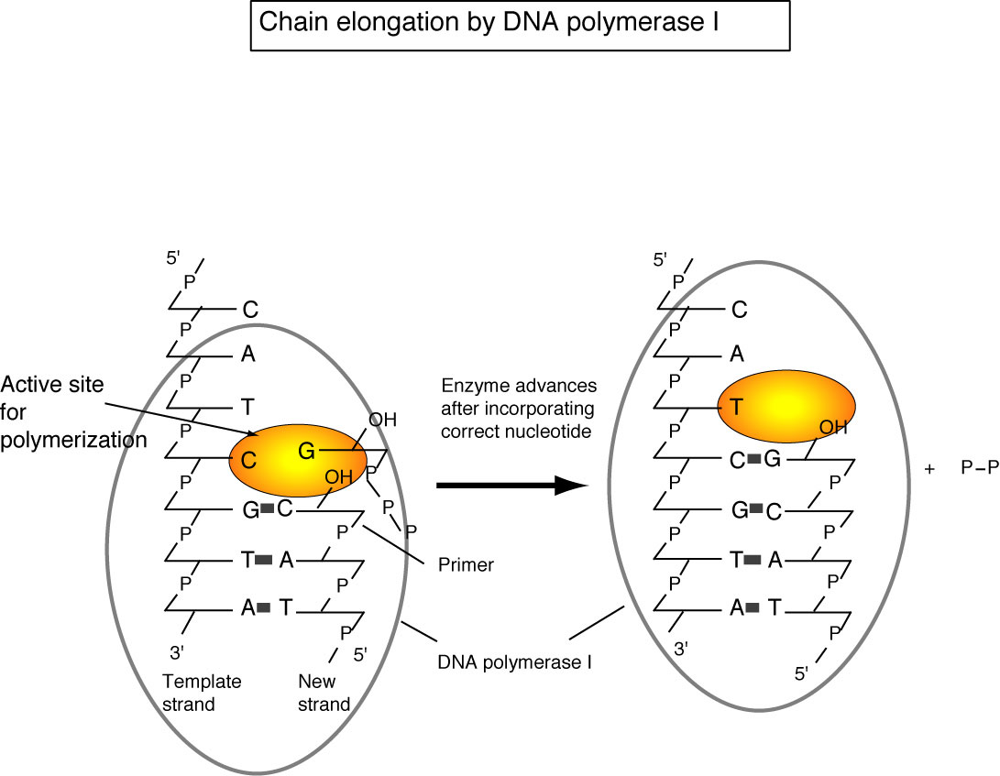 Chain elongation by DNA polymerase I
5'
P
C
P
A
P
T
P
C
G
OH
P
P
P
P
OH
G C
P
P
T A
P
P
A T
P
3'
5'
Template
strand
New
strand
Active site
for
polymerization
Primer
DNA polymerase I
Enzyme advances
after incorporating
correct nucleotide
5'
P
C
P
A
P
T
P
OH
C G
P
P
G C
P
P
T A
P
P
A T
P
3'
5'
+ P–P